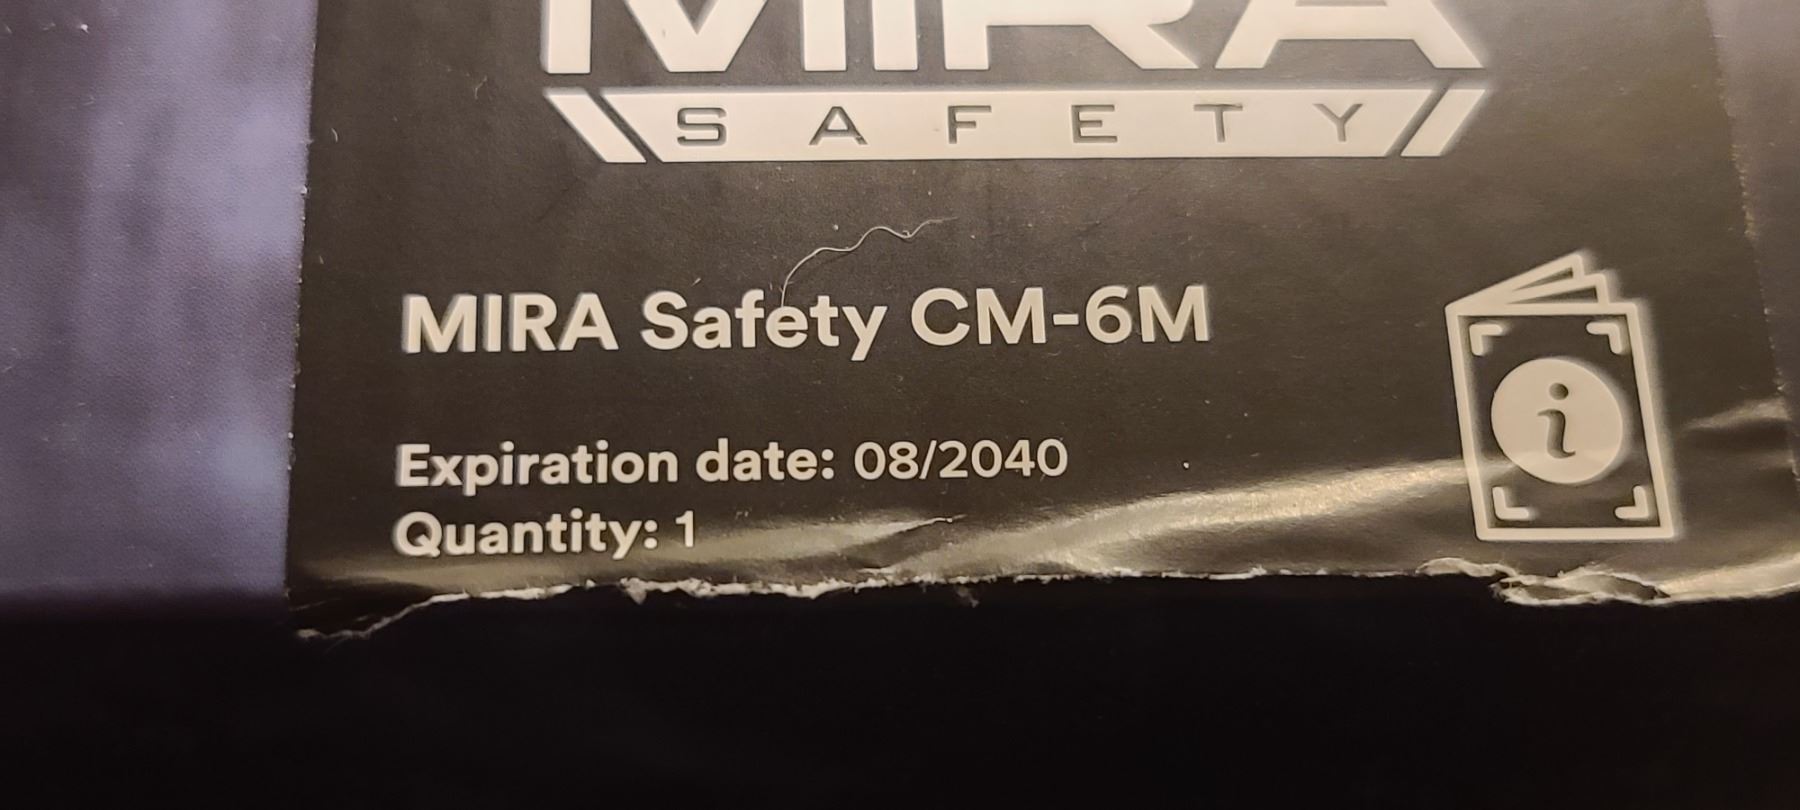 MIRA
SAFETY
MIRA Safety CM-6M
Expiration date: 08/2040
Quantity: 1
i